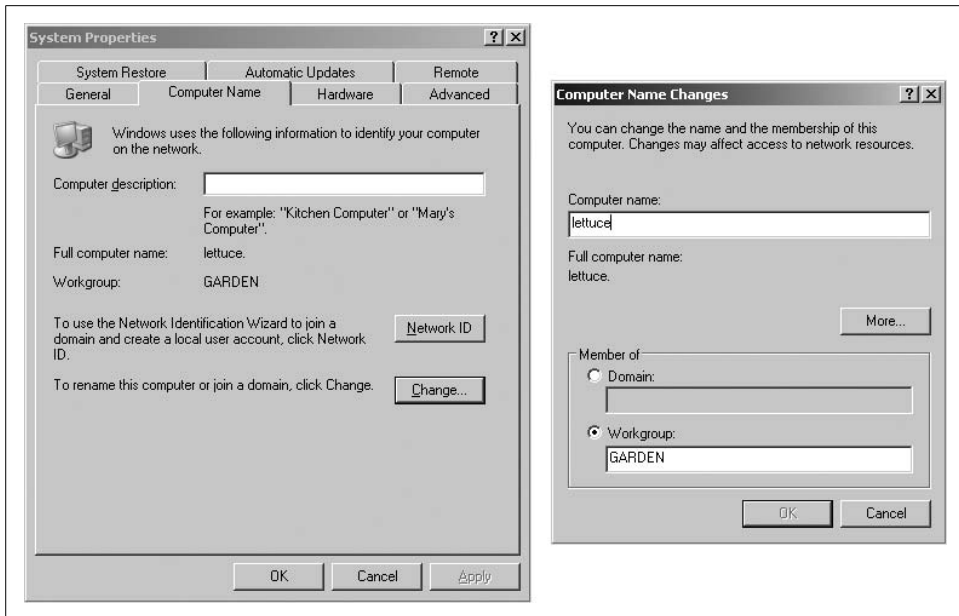 System Properties
System Restore
Automatic Updates
Remote
General
Computer Name
Hardware
Advanced
Windows uses the following information to identify your computer
on the network.
Computer description:
For example: "Kitchen Computer" or "Mary's
Computer".
Full computer name: lettuce.
Workgroup: GARDEN
To use the Network Identification Wizard to join a
domain and create a local user account, click Network
ID.
Network ID
To rename this computer or join a domain, click Change.
Change...
OK
Cancel
Apply
Computer Name Changes
You can change the name and the membership of this
computer. Changes may affect access to network resources.
Computer name:
lettuce
Full computer name:
lettuce.
More...
Member of
Domain:
Workgroup:
GARDEN
OK
Cancel